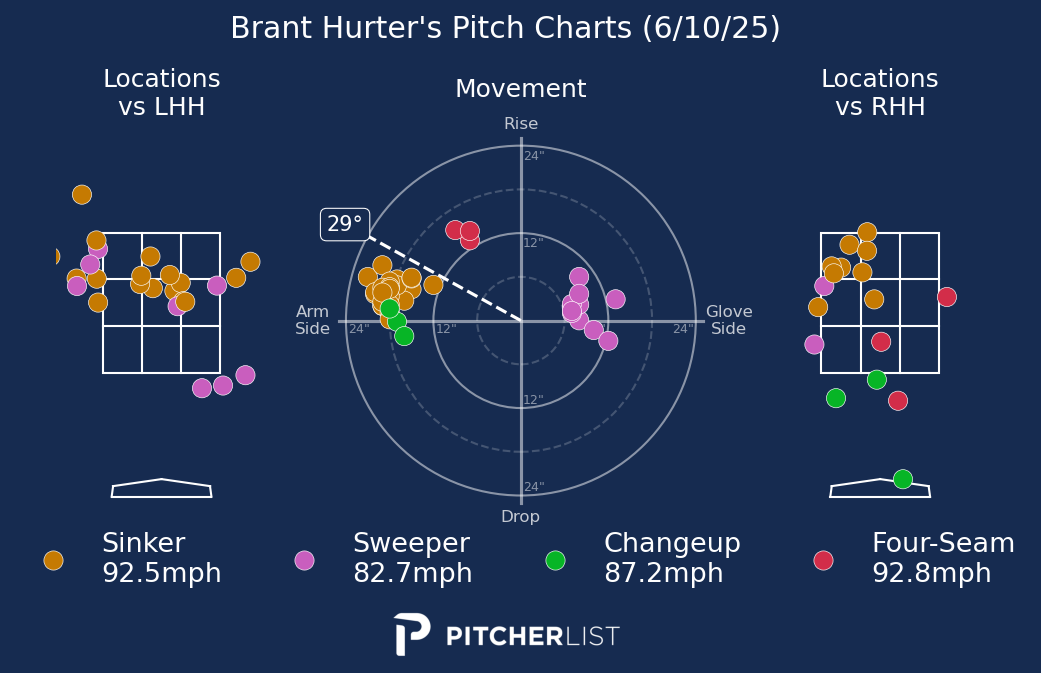 Brant Hurter's Pitch Charts (6/10/25)
Locations
vs LHH
Movement
Locations
vs RHH
Rise
24"
12"
29°
Arm
Side
24"
12"
24"
Glove
Side
12"
24"
Drop
Sinker
92.5mph
Sweeper
82.7mph
Changeup
87.2mph
Four-Seam
92.8mph
PITCHERLIST